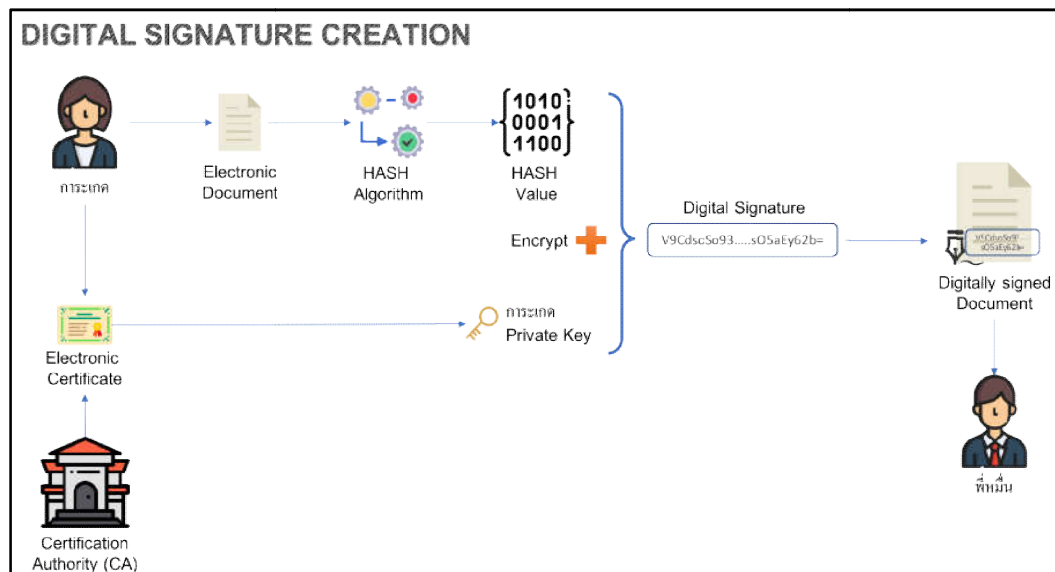 DIGITAL SIGNATURE CREATION
การะเกด
Electronic
Document
HASH
Algorithm
1010
0001
1100
HASH
Value
Encrypt
Digital Signature
V9CdscSo93.....sO5aEy62b=
V9CdscSo9?
sO5aEy62b=
Digitally signed
Document
Electronic
Certificate
การะเกด
Private Key
พี่หมื่น
Certification
Authority (CA)